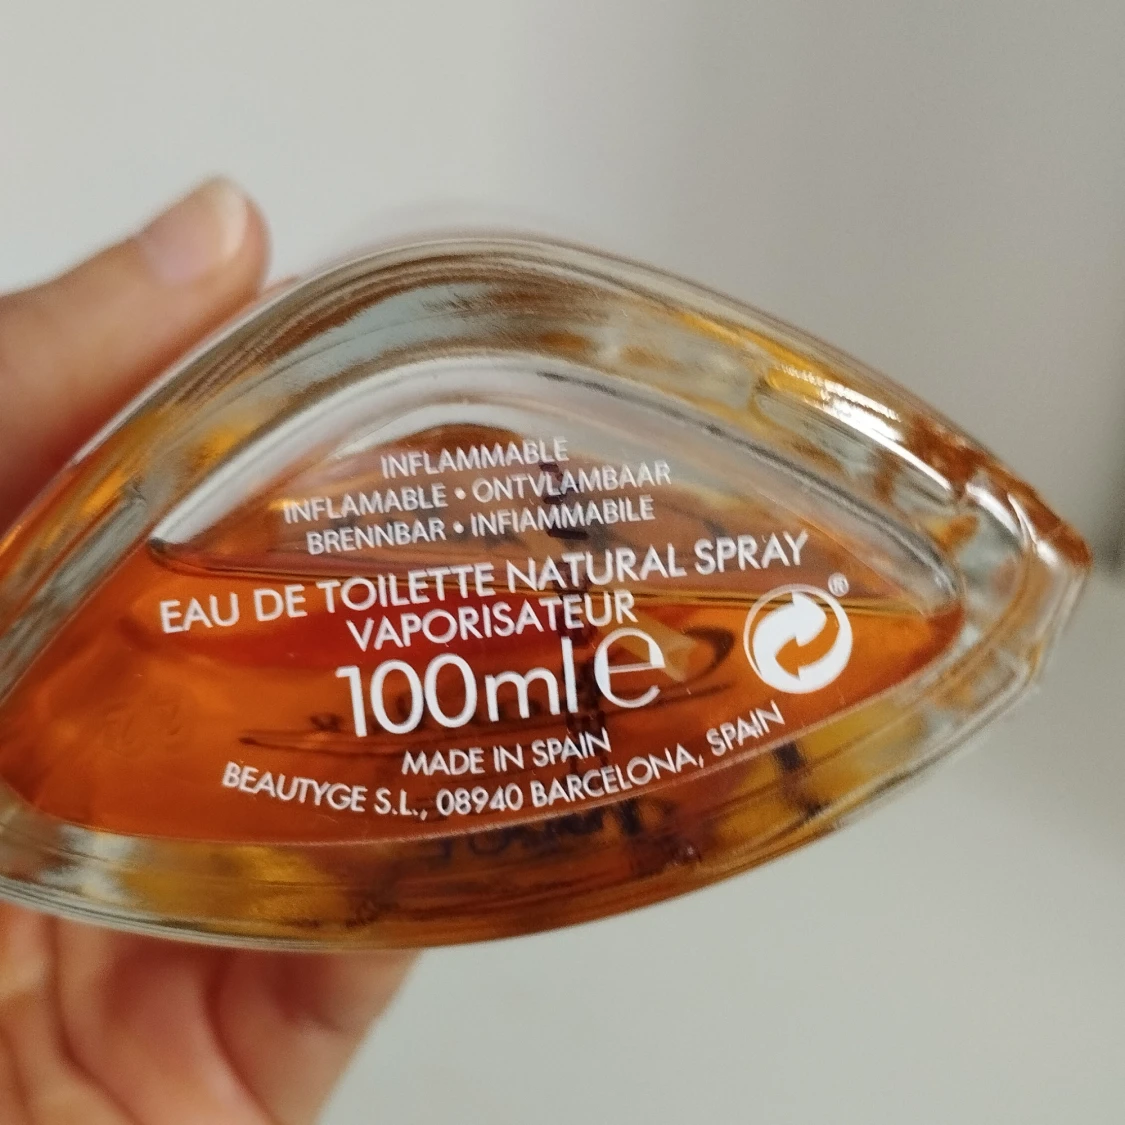 INFLAMMABLE
INFLAMABLE • ONTVLAMBAAR
BRENNBAR • INFIAMMABILE
EAU DE TOILETTE NATURAL SPRAY
VAPORISATEUR
100ml e
®
MADE IN SPAIN
BEAUTYGE S.L., 08940 BARCELONA, SPAIN